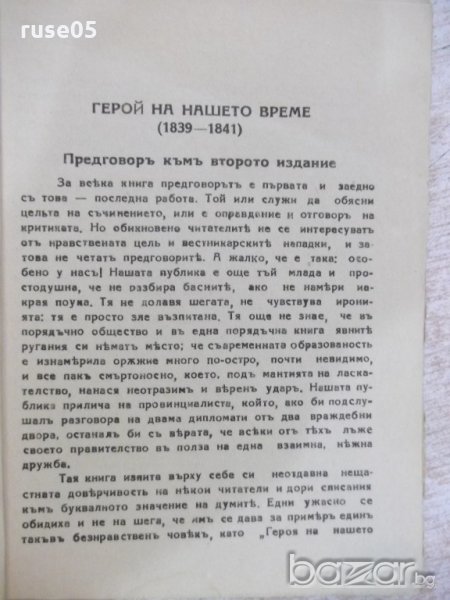 ruse05
ГЕРОЙ НА НАШЕТО ВРЕМЕ
(1839—1841)
Предговоръ къмъ второто издание
За всѣка книга предговорътъ е първата и заедно
съ това — последна работа. Той или служи да обясни
цельта на съчинението, или е оправдание и отговоръ на
критиката. Но обикновено читателитѣ не се интересуватъ
отъ нравствената цель и вестникарскитѣ нападки, и за-
това не четатъ предговоритѣ. А жалко, че е така: осо-
бено у насъ! Нашата публика е още тъй млада и про-
стодушна, че не разбира баснитѣ, ако не намѣри на-
края поука. Тя не долавя шегата, не чувствува ирони-
ята: тя е просто зле възпитана. Тя още не знае, че въ
порядъчно общество и въ една порядъчна книга явнитѣ
ругания си нѣматъ място; че съвременната образованость
е изнамѣрила орѫжие много по-остро, почти невидимо,
и все пакъ смъртоносно, което, подъ мантията на ласка-
телство, нанася неотразимъ и вѣренъ ударъ. Нашата пу-
блика прилича на провинциалиста, който, ако би подслу-
шалъ разговора на двама дипломати отъ два враждебни
двора, останалъ би съ вѣрата, че всѣки отъ тѣхъ лъже
своето правителство въ полза на една взаимна, нѣжна
дружба.
Тая книга изпита върху себе си неотдавна неща-
стната довѣрчивость на нѣкои читатели и дори списания
къмъ буквалното значение на думитѣ. Едни ужасно се
обидиха и не на шега, че имъ се дава за примѣръ единъ
такъвъ безнравственъ човѣкъ, като „Героя на нашето
bazar.bg